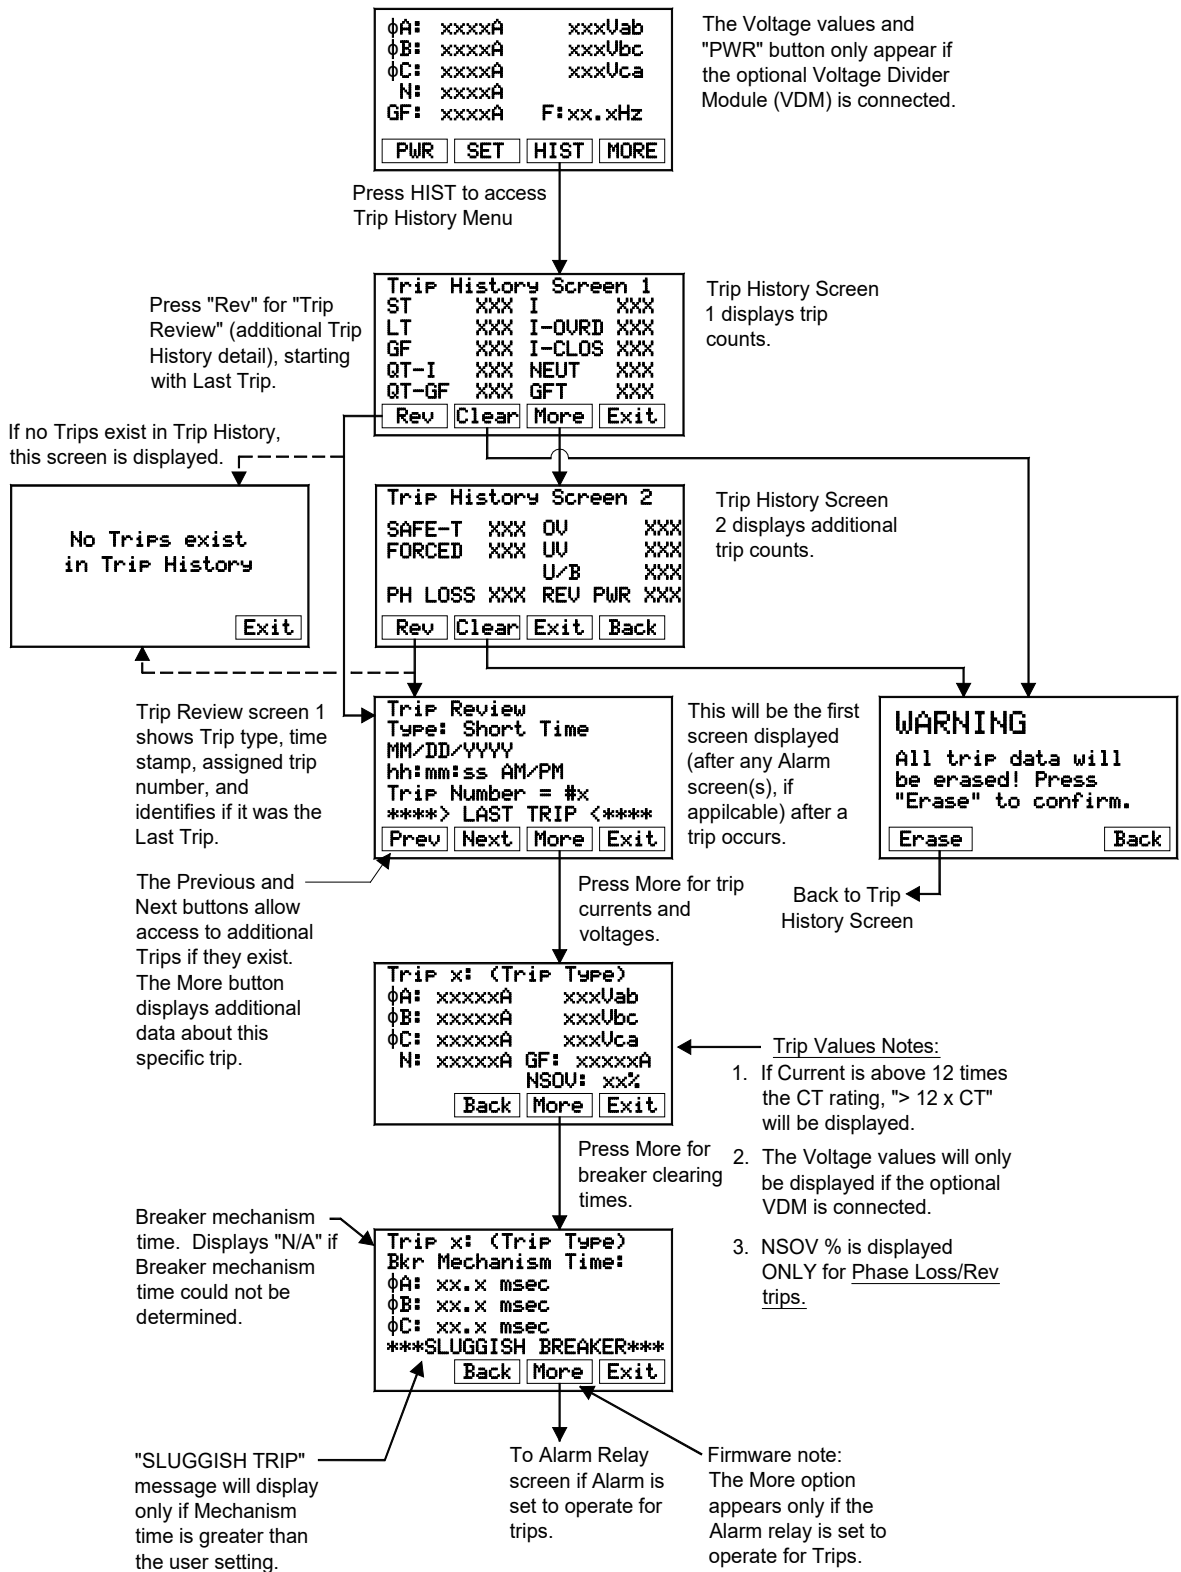 ϕA: xxxxA xxxVab
ϕB: xxxxA xxxVbc
ϕC: xxxxA xxxVca
N: xxxxA
GF: xxxxA F:xx.xHz
PWR SET HIST MORE
The Voltage values and
"PWR" button only appear if
the optional Voltage Divider
Module (VDM) is connected.
Press HIST to access
Trip History Menu
Trip History Screen 1
ST XXX I XXX
LT XXX I-OVRD XXX
GF XXX I-CLOS XXX
QT-I XXX NEUT XXX
QT-GF XXX GFT XXX
Rev Clear More Exit
Press "Rev" for "Trip
Review" (additional Trip
History detail), starting
with Last Trip.
Trip History Screen
1 displays trip
counts.
If no Trips exist in Trip History,
this screen is displayed.
No Trips exist
in Trip History
Exit
Trip History Screen 2
SAFE-T XXX OV XXX
FORCED XXX UV XXX
U/B XXX
PH LOSS XXX REV PWR XXX
Rev Clear Exit Back
Trip History Screen
2 displays additional
trip counts.
Trip Review screen 1
shows Trip type, time
stamp, assigned trip
number, and
identifies if it was the
Last Trip.
Trip Review
Type: Short Time
MM/DD/YYYY
hh:mm:ss AM/PM
Trip Number = #x
****> LAST TRIP <****
Prev Next More Exit
This will be the first
screen displayed
(after any Alarm
screen(s), if
appilcable) after a
trip occurs.
WARNING
All trip data will
be erased! Press
"Erase" to confirm.
Erase Back
Back to Trip
History Screen
The Previous and
Next buttons allow
access to additional
Trips if they exist.
The More button
displays additional
data about this
specific trip.
Press More for trip
currents and
voltages.
Trip x: (Trip Type)
ϕA: xxxxxA xxxVab
ϕB: xxxxxA xxxVbc
ϕC: xxxxxA xxxVca
N: xxxxxA GF: xxxxxA
NSOV: xx%
Back More Exit
Trip Values Notes:
1. If Current is above 12 times
the CT rating, "> 12 x CT"
will be displayed.
2. The Voltage values will only
be displayed if the optional
VDM is connected.
3. NSOV % is displayed
ONLY for Phase Loss/Rev
trips.
Press More for
breaker clearing
times.
Breaker mechanism
time. Displays "N/A" if
Breaker mechanism
time could not be
determined.
Trip x: (Trip Type)
Bkr Mechanism Time:
ϕA: xx.x msec
ϕB: xx.x msec
ϕC: xx.x msec
***SLUGGISH BREAKER***
Back More Exit
"SLUGGISH TRIP"
message will display
only if Mechanism
time is greater than
the user setting.
To Alarm Relay
screen if Alarm is
set to operate for
trips.
Firmware note:
The More option
appears only if the
Alarm relay is set to
operate for Trips.